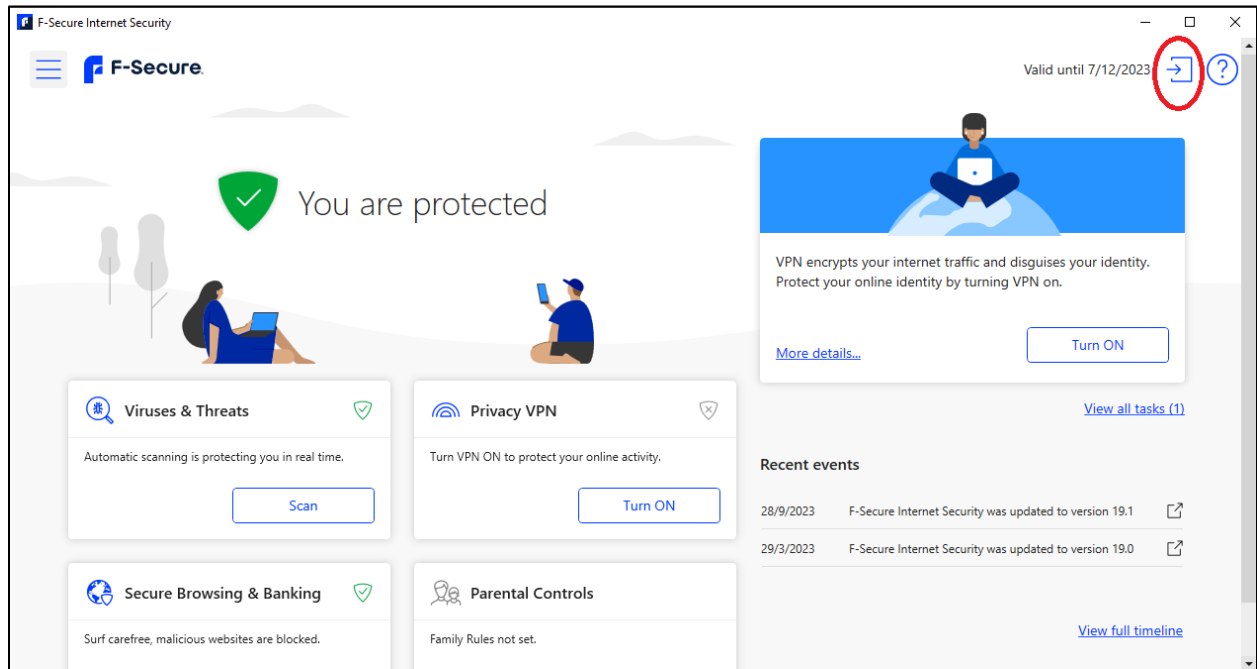 F-Secure Internet Security
F-Secure.
Valid until 7/12/2023
You are protected
VPN encrypts your internet traffic and disguises your identity.
Protect your online identity by turning VPN on.
More details...
Turn ON
View all tasks (1)
Viruses & Threats
Automatic scanning is protecting you in real time.
Scan
Privacy VPN
Turn VPN ON to protect your online activity.
Turn ON
Recent events
28/9/2023 F-Secure Internet Security was updated to version 19.1
29/3/2023 F-Secure Internet Security was updated to version 19.0
View full timeline
Secure Browsing & Banking
Surf carefree, malicious websites are blocked.
Parental Controls
Family Rules not set.